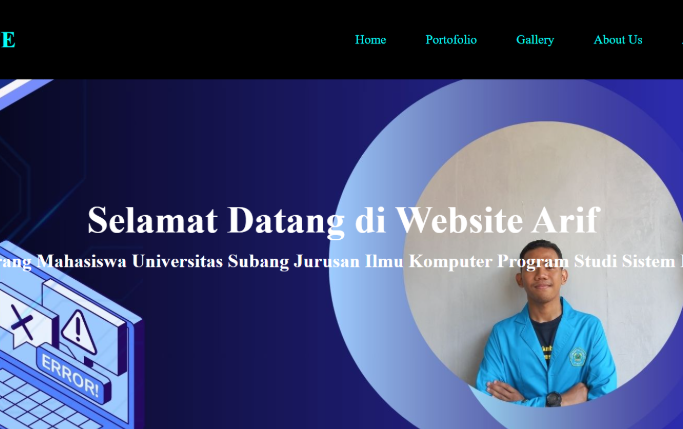 E
Home Portofolio Gallery About Us
Selamat Datang di Website Arif
rang Mahasiswa Universitas Subang Jurusan Ilmu Komputer Program Studi Sistem
ERROR!